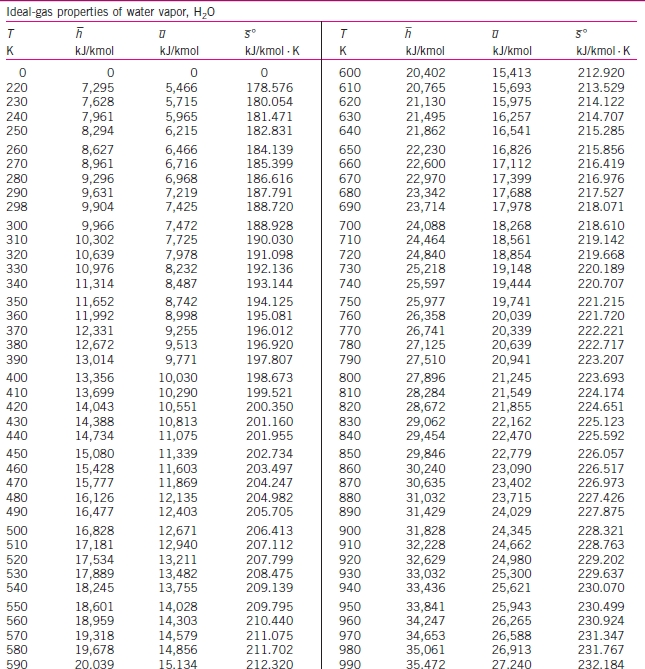 Ideal-gas properties of water vapor, H₂O
T h̅ u̅ s̅° T h̅ u̅ s̅°
K kJ/kmol kJ/kmol kJ/kmol · K K kJ/kmol kJ/kmol kJ/kmol · K
0 0 0 0 600 20,402 15,413 212.920
220 7,295 5,466 178.576 610 20,765 15,693 213.529
230 7,628 5,715 180.054 620 21,130 15,975 214.122
240 7,961 5,965 181.471 630 21,495 16,257 214.707
250 8,294 6,215 182.831 640 21,862 16,541 215.285
260 8,627 6,466 184.139 650 22,230 16,826 215.856
270 8,961 6,716 185.399 660 22,600 17,112 216.419
280 9,296 6,968 186.616 670 22,970 17,399 216.976
290 9,631 7,219 187.791 680 23,342 17,688 217.527
298 9,904 7,425 188.720 690 23,714 17,978 218.071
300 9,966 7,472 188.928 700 24,088 18,268 218.610
310 10,302 7,725 190.030 710 24,464 18,561 219.142
320 10,639 7,978 191.098 720 24,840 18,854 219.668
330 10,976 8,232 192.136 730 25,218 19,148 220.189
340 11,314 8,487 193.144 740 25,597 19,444 220.707
350 11,652 8,742 194.125 750 25,977 19,741 221.215
360 11,992 8,998 195.081 760 26,358 20,039 221.720
370 12,331 9,255 196.012 770 26,741 20,339 222.221
380 12,672 9,513 196.920 780 27,125 20,639 222.717
390 13,014 9,771 197.807 790 27,510 20,941 223.207
400 13,356 10,030 198.673 800 27,896 21,245 223.693
410 13,699 10,290 199.521 810 28,284 21,549 224.174
420 14,043 10,551 200.350 820 28,672 21,855 224.651
430 14,388 10,813 201.160 830 29,062 22,162 225.123
440 14,734 11,075 201.955 840 29,454 22,470 225.592
450 15,080 11,339 202.734 850 29,846 22,779 226.057
460 15,428 11,603 203.497 860 30,240 23,090 226.517
470 15,777 11,869 204.247 870 30,635 23,402 226.973
480 16,126 12,135 204.982 880 31,032 23,715 227.426
490 16,477 12,403 205.705 890 31,429 24,029 227.875
500 16,828 12,671 206.413 900 31,828 24,345 228.321
510 17,181 12,940 207.112 910 32,228 24,662 228.763
520 17,534 13,211 207.799 920 32,629 24,980 229.202
530 17,889 13,482 208.475 930 33,032 25,300 229.637
540 18,245 13,755 209.139 940 33,436 25,621 230.070
550 18,601 14,028 209.795 950 33,841 25,943 230.499
560 18,959 14,303 210.440 960 34,247 26,265 230.924
570 19,318 14,579 211.075 970 34,653 26,588 231.347
580 19,678 14,856 211.702 980 35,061 26,913 231.767
590 20,039 15,134 212.320 990 35,472 27,240 232.184